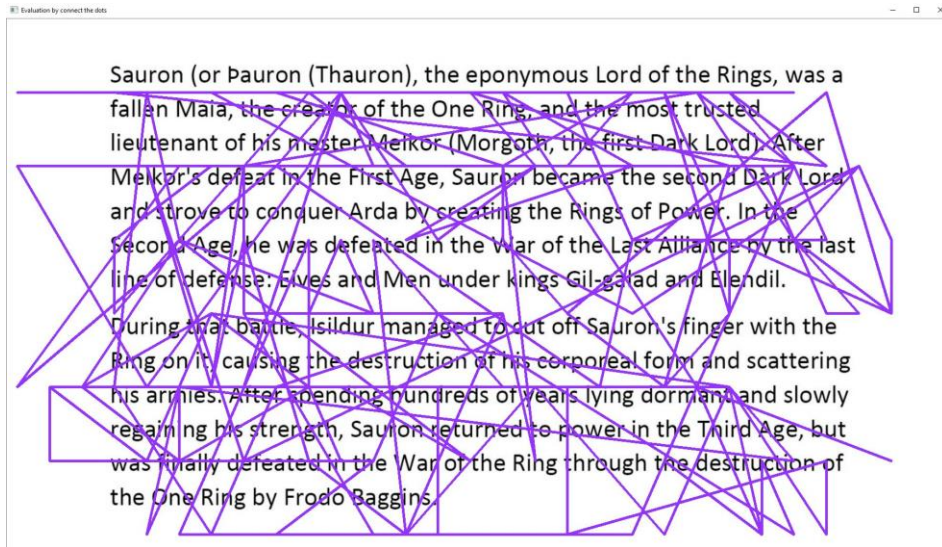 Evaluation by connect the dots
Sauron (or Þauron (Thauron), the eponymous Lord of the Rings, was a
fallen Maia, the creator of the One Ring, and the most trusted
lieutenant of his master Melkor (Morgoth, the first Dark Lord). After
Melkor's defeat in the First Age, Sauron became the second Dark Lord
and strove to conquer Arda by creating the Rings of Power. In the
Second Age, he was defeated in the War of the Last Alliance by the last
line of defense: Elves and Men under kings Gil-galad and Elendil.
During that battle, Isildur managed to cut off Sauron's finger with the
Ring on it, causing the destruction of his corporeal form and scattering
his armies. After spending hundreds of years lying dormant and slowly
regaining his strength, Sauron returned to power in the Third Age, but
was finally defeated in the War of the Ring through the destruction of
the One Ring by Frodo Baggins.